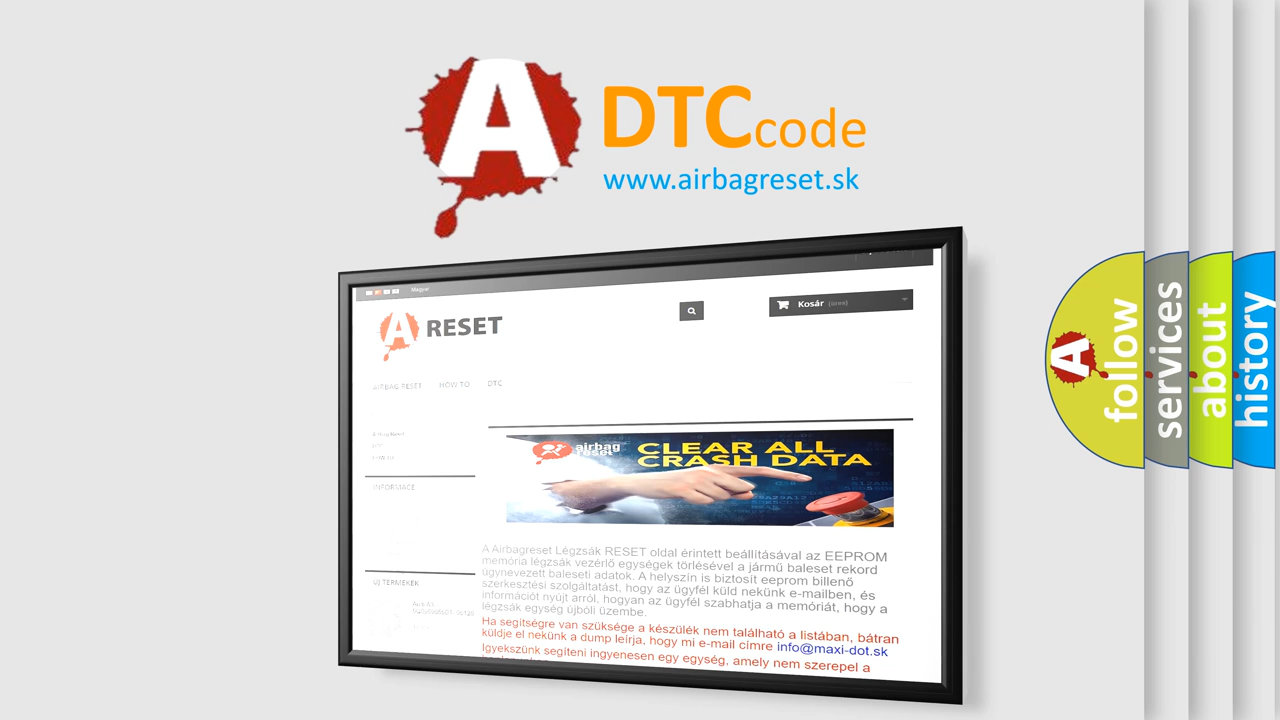 A
DTC code
www.airbagreset.sk
Magyar
Kosár (üres)
A RESET
AIRBAG RESET HOW TO DTC
INFORMACE
airbag reset
CLEAR ALL
CRASH DATA
A Airbagreset Légzsák RESET oldal érintett beállításával az EEPROM
memória légzsák vezérlő egységek törlésével a jármű baleset rekord
úgynevezett baleseti adatok. A helyszín is biztosít eeprom billenő
szerkesztési szolgáltatást, hogy az ügyfél küld nekünk e-mailben, és
információt nyújt arról, hogyan az ügyfél szabhatja a memóriát, hogy a
légzsák egység újbóli üzembe.
Ha segítségre van szüksége a készülék nem található a listában, bátran
küldje el nekünk a dump leírja, hogy mi e-mail címre info@maxi-dot.sk
Igyekszünk segíteni ingyenesen egy egység, amely nem szerepel a
ÚJ TERMÉKEK
A
follow
services
about
history